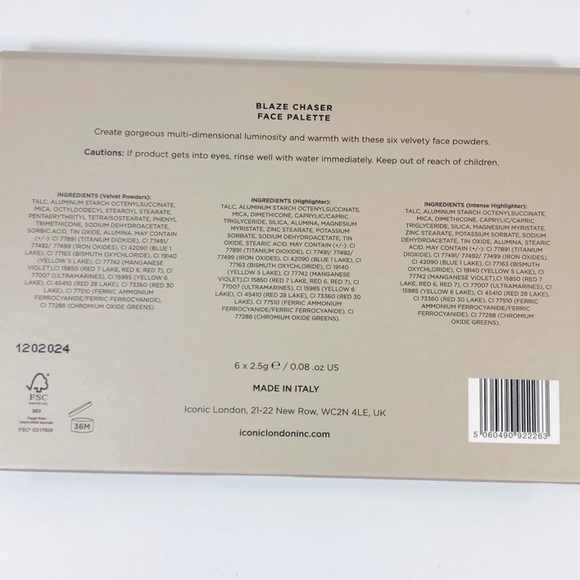 BLAZE CHASER
FACE PALETTE
Create gorgeous multi-dimensional luminosity and warmth with these six velvety face powders.
Cautions: If product gets into eyes, rinse well with water immediately. Keep out of reach of children.
INGREDIENTS (Velvet Powders):
TALC, ALUMINUM STARCH OCTENYLSUCCINATE,
MICA, OCTYLDODECYL STEAROYL STEARATE,
PENTAERYTHRITYL TETRAISOSTEARATE, PHENYL
TRIMETHICONE, SODIUM DEHYDROACETATE,
SORBIC ACID, TIN OXIDE, ALUMINA. MAY CONTAIN
(+/-): CI 77891 (TITANIUM DIOXIDE), CI 77491/
77492/ 77499 (IRON OXIDES), CI 42090 (BLUE 1
LAKE), CI 77163 (BISMUTH OXYCHLORIDE), CI 19140
(YELLOW 5 LAKE), CI 77742 (MANGANESE
VIOLET),CI 15850 (RED 7 LAKE, RED 6, RED 7), CI
77007 (ULTRAMARINES), CI 15985 (YELLOW 6
LAKE), CI 45410 (RED 28 LAKE), CI 73360 (RED 30
LAKE), CI 77510 (FERRIC AMMONIUM
FERROCYANIDE/FERRIC FERROCYANIDE),
CI 77288 (CHROMIUM OXIDE GREENS).
INGREDIENTS (Highlighter):
TALC, ALUMINUM STARCH OCTENYLSUCCINATE,
MICA, DIMETHICONE, CAPRYLIC/CAPRIC
TRIGLYCERIDE, SILICA, ALUMINA, MAGNESIUM
MYRISTATE, ZINC STEARATE, POTASSIUM
SORBATE, SODIUM DEHYDROACETATE, TIN
OXIDE, STEARIC ACID. MAY CONTAIN (+/-): CI
77891 (TITANIUM DIOXIDE), CI 77491/ 77492/
77499 (IRON OXIDES), CI 42090 (BLUE 1 LAKE), CI
77163 (BISMUTH OXYCHLORIDE), CI 19140
(YELLOW 5 LAKE), CI 77742 (MANGANESE
VIOLET),CI 15850 (RED 7 LAKE, RED 6, RED 7), CI
77007 (ULTRAMARINES), CI 15985 (YELLOW 6
LAKE), CI 45410 (RED 28 LAKE), CI 73360 (RED 30
LAKE), CI 77510 (FERRIC AMMONIUM
FERROCYANIDE/FERRIC FERROCYANIDE), CI
77288 (CHROMIUM OXIDE GREENS).
INGREDIENTS (Intense Highlighter):
TALC, ALUMINUM STARCH OCTENYLSUCCINATE,
MICA, DIMETHICONE, CAPRYLIC/CAPRIC
TRIGLYCERIDE, SILICA, MAGNESIUM MYRISTATE,
ZINC STEARATE, POTASSIUM SORBATE, SODIUM
DEHYDROACETATE, TIN OXIDE, ALUMINA, STEARIC
ACID. MAY CONTAIN (+/-): CI 77891 (TITANIUM
DIOXIDE), CI 77491/ 77492/ 77499 (IRON OXIDES),
CI 42090 (BLUE 1 LAKE), CI 77163 (BISMUTH
OXYCHLORIDE), CI 19140 (YELLOW 5 LAKE), CI
77742 (MANGANESE VIOLET), CI 15850 (RED 7
LAKE, RED 6, RED 7), CI 77007 (ULTRAMARINES), CI
15985 (YELLOW 6 LAKE), CI 45410 (RED 28 LAKE),
CI 73360 (RED 30 LAKE), CI 77510 (FERRIC
AMMONIUM FERROCYANIDE/FERRIC
FERROCYANIDE), CI 77288 (CHROMIUM
OXIDE GREENS).
1202024
6 x 2.5g ℮ / 0.08 .oz US
MADE IN ITALY
Iconic London, 21-22 New Row, WC2N 4LE, UK
iconiclondoninc.com
FSC
MIX
Paper from
responsible sources
36M
5 060490 922263